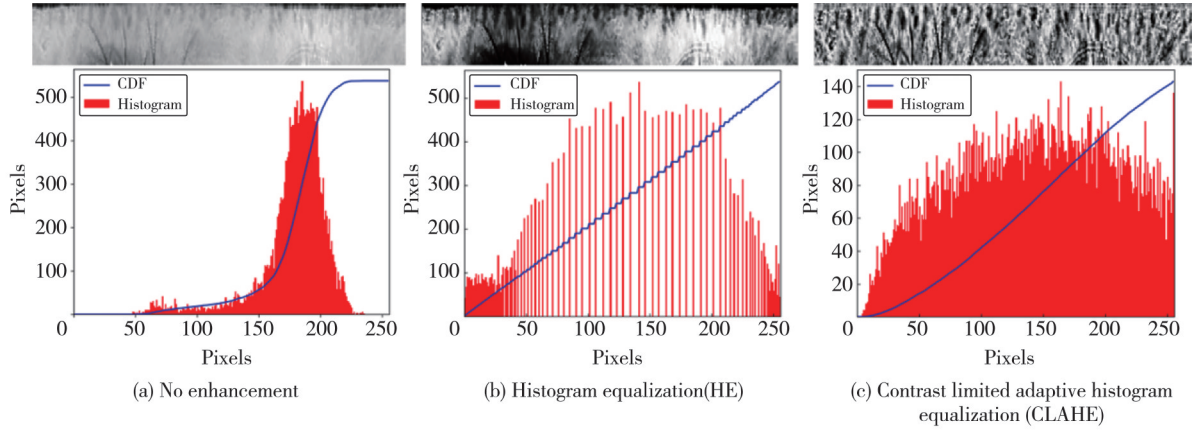 CDF
Histogram
500
400
300
200
100
0
50
100
150
200
250
Pixels
Pixels
(a) No enhancement
CDF
Histogram
500
400
300
200
100
0
50
100
150
200
250
Pixels
Pixels
(b) Histogram equalization(HE)
CDF
Histogram
140
120
100
80
60
40
20
0
50
100
150
200
250
Pixels
Pixels
(c) Contrast limited adaptive histogram
equalization (CLAHE)